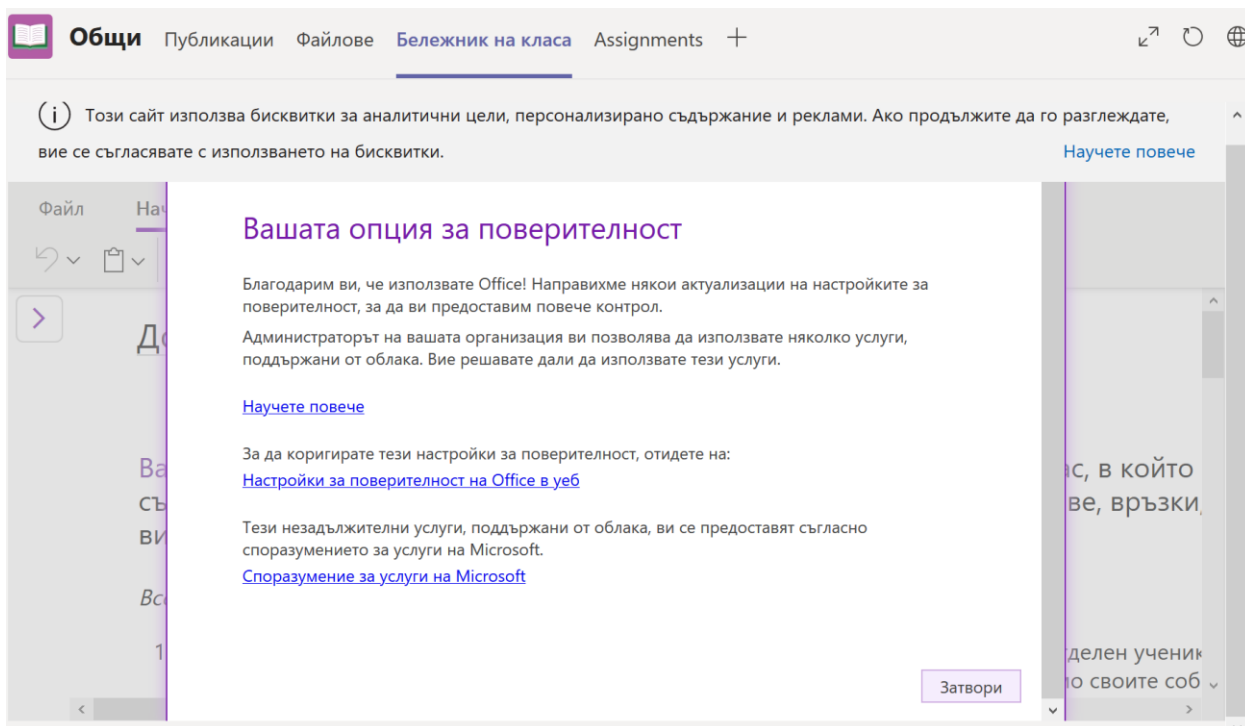 Общи Публикации Файлове Бележник на класа Assignments
Този сайт използва бисквитки за аналитични цели, персонализирано съдържание и реклами. Ако продължите да го разглеждате,
вие се съгласявате с използването на бисквитки. Научете повече
Файл
Вашата опция за поверителност
Благодарим ви, че използвате Office! Направихме някои актуализации на настройките за
поверителност, за да ви предоставим повече контрол.
Администраторът на вашата организация ви позволява да използвате няколко услуги,
поддържани от облака. Вие решавате дали да използвате тези услуги.
Научете повече
За да коригирате тези настройки за поверителност, отидете на:
, в който
Настройки за поверителност на Office в уеб
връзки,
Тези незадължителни услуги, поддържани от облака, ви се предоставят съгласно
споразумението за услуги на Microsoft.
Споразумение за услуги на Microsoft
1
ученик
своите соб
Затвори